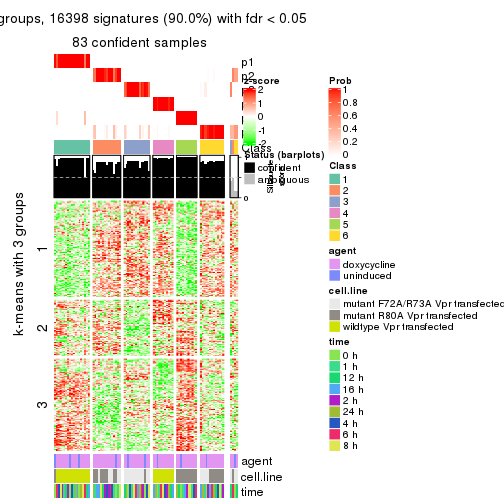 groups, 16398 signatures (90.0%) with fdr < 0.05
83 confident samples
p1
p2
z-score
2
1
0
-1
-2
Class
Status (barplots)
confident
ambiguous
0
k-means with 3 groups
1
2
3
agent
cell.line
time
Prob
1
0.8
0.6
0.4
0.2
0
Class
1
2
3
4
5
6
agent
doxycycline
uninduced
cell.line
mutant F72A/R73A Vpr transfected
mutant R80A Vpr transfected
wildtype Vpr transfected
time
0 h
1 h
12 h
16 h
2 h
24 h
4 h
6 h
8 h